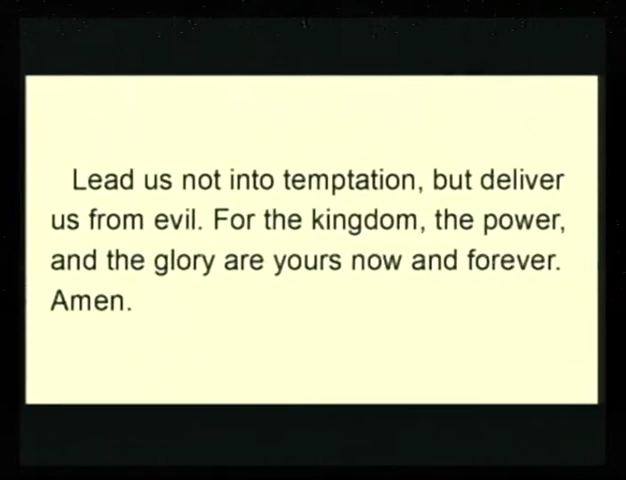 Lead us not into temptation, but deliver
us from evil. For the kingdom, the power,
and the glory are yours now and forever.
Amen.